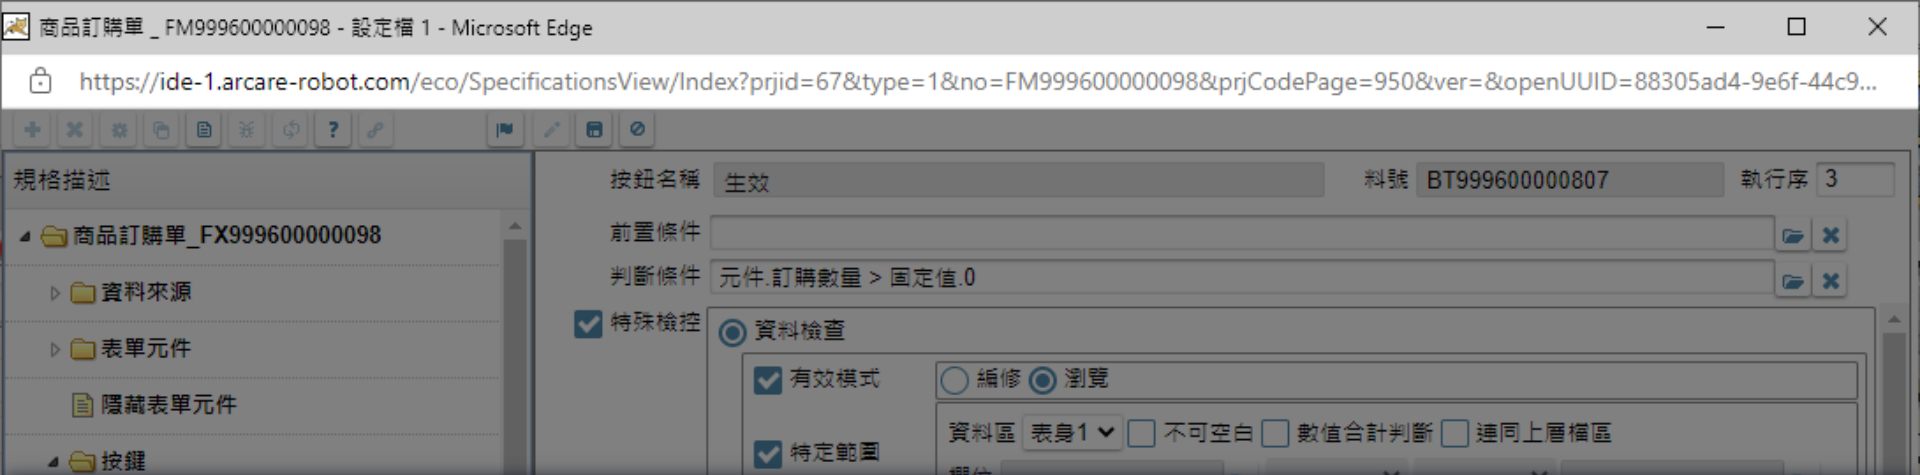 商品訂購單 _ FM999600000098 - 設定檔 1 - Microsoft Edge
https://ide-1.arcare-robot.com/eco/SpecificationsView/Index?prjid=67&type=1&no=FM999600000098&prjCodePage=950&ver=&openUUID=88305ad4-9e6f-44c9...
規格描述
商品訂購單_FX999600000098
資料來源
表單元件
隱藏表單元件
按鍵
按鈕名稱 生效 料號 BT999600000807 執行序 3
前置條件
判斷條件 元件.訂購數量 > 固定值.0
特殊檢控 資料檢查
有效模式 編修 瀏覽
特定範圍 資料區 表身1 不可空白 數值合計判斷 連同上層檔區